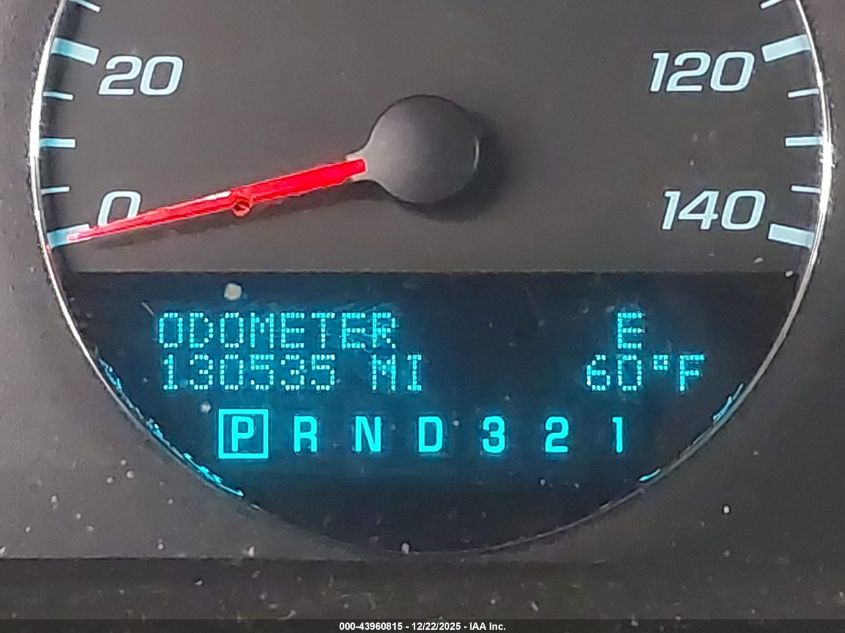 20 120
0 140
ODOMETER E
130535 MI 60°F
P R N D 3 2 1
000-43960815 - 12/22/2025 - IAA Inc.